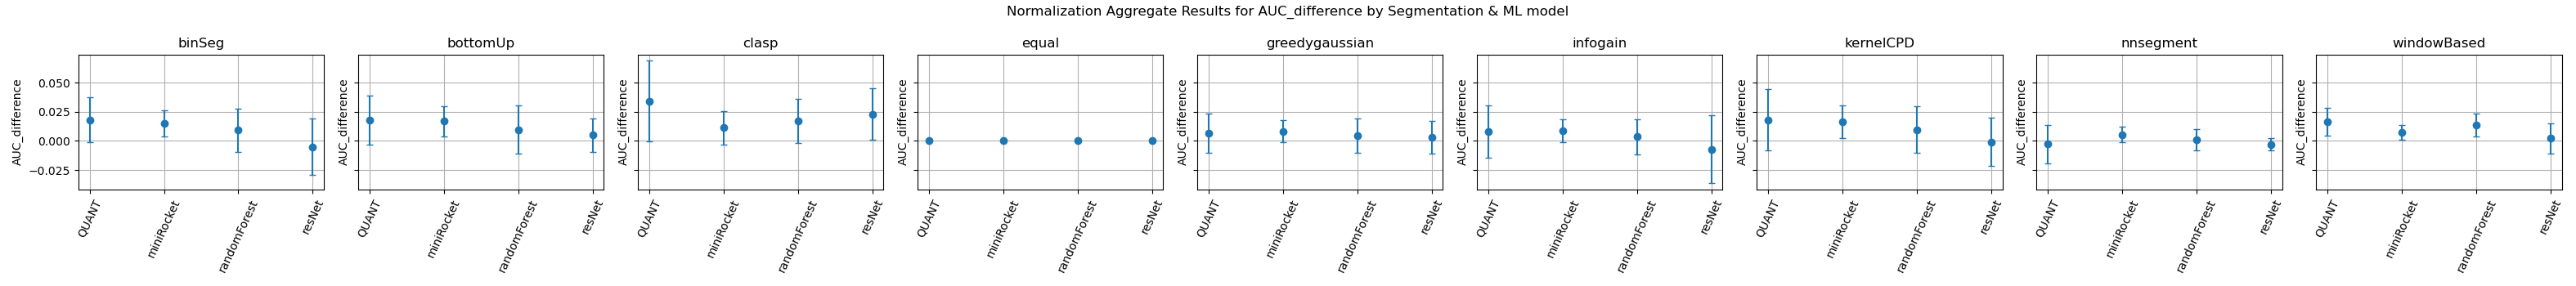 Normalization Aggregate Results for AUC_difference by Segmentation & ML model
binSeg
AUC_difference
0.050
0.025
0.000
−0.025
QUANT
miniRocket
randomForest
resNet
bottomUp
AUC_difference
QUANT
miniRocket
randomForest
resNet
clasp
AUC_difference
QUANT
miniRocket
randomForest
resNet
equal
AUC_difference
QUANT
miniRocket
randomForest
resNet
greedygaussian
AUC_difference
QUANT
miniRocket
randomForest
resNet
infogain
AUC_difference
QUANT
miniRocket
randomForest
resNet
kernelCPD
AUC_difference
QUANT
miniRocket
randomForest
resNet
nnsegment
AUC_difference
QUANT
miniRocket
randomForest
resNet
windowBased
AUC_difference
QUANT
miniRocket
randomForest
resNet